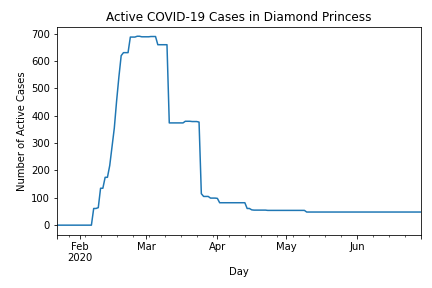 Active COVID-19 Cases in Diamond Princess
700
600
500
400
300
200
100
0
Number of Active Cases
Feb Mar Apr May Jun
2020
Day